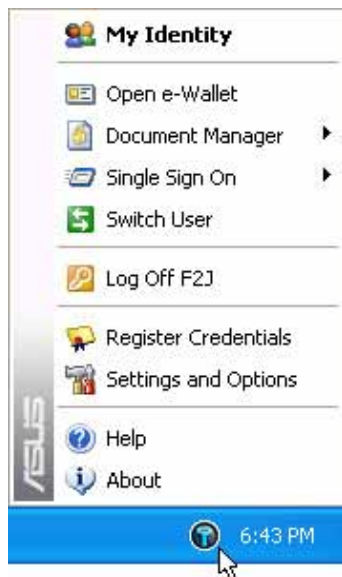 My Identity
Open e-Wallet
Document Manager
Single Sign On
Switch User
Log Off F2J
Register Credentials
Settings and Options
Help
About
ASUS
6:43 PM